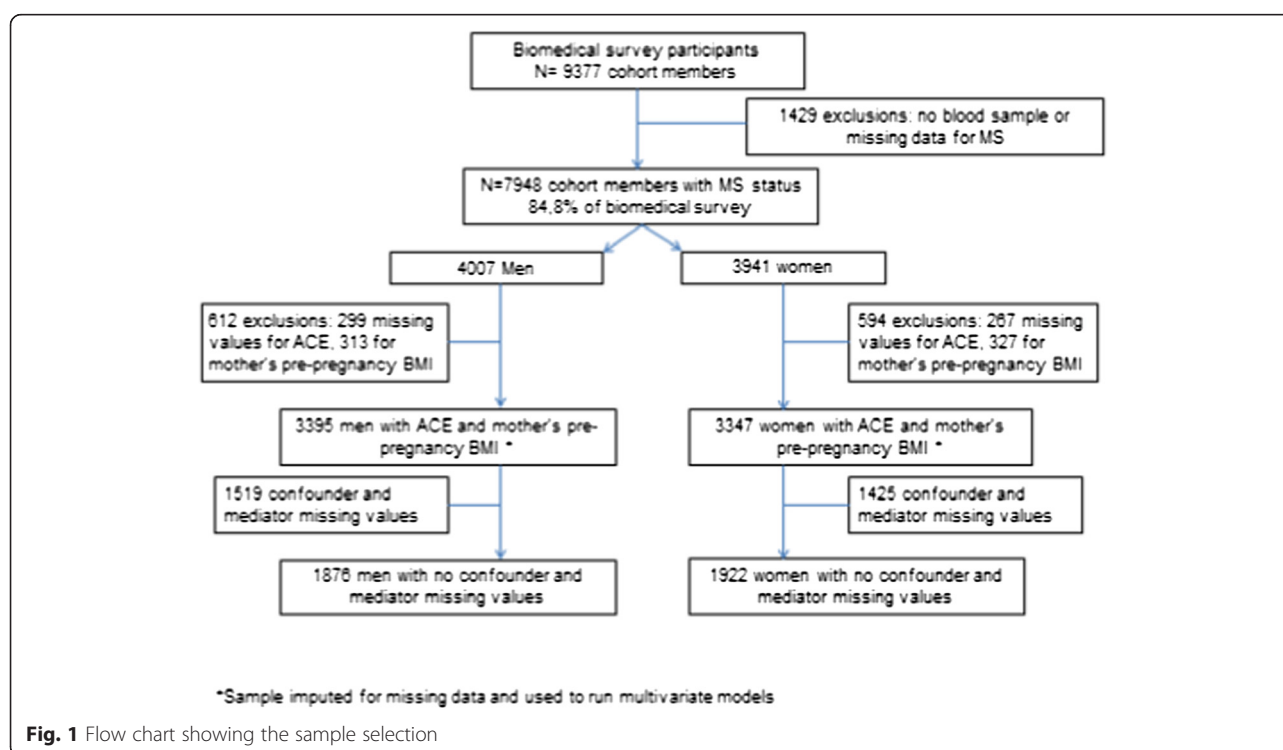 Biomedical survey participants
N= 9377 cohort members
1429 exclusions: no blood sample or
missing data for MS
N=7948 cohort members with MS status
84,8% of biomedical survey
4007 Men
3941 women
612 exclusions: 299 missing
values for ACE, 313 for
mother's pre-pregnancy BMI
594 exclusions: 267 missing
values for ACE, 327 for
mother's pre-pregnancy BMI
3395 men with ACE and mother's pre-
pregnancy BMI *
3347 women with ACE and mother's
pre-pregnancy BMI *
1519 confounder and
mediator missing values
1425 confounder and
mediator missing values
1876 men with no confounder and
mediator missing values
1922 women with no confounder and
mediator missing values
*Sample imputed for missing data and used to run multivariate models
Fig. 1 Flow chart showing the sample selection